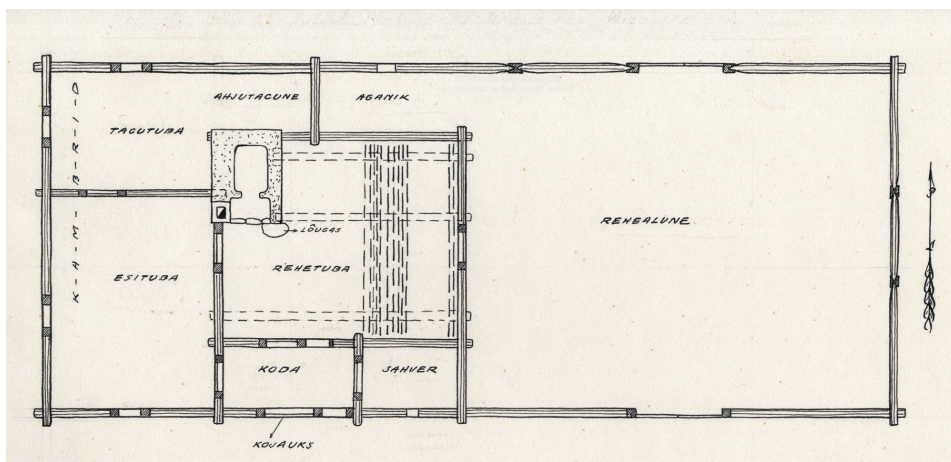 AHJUTAGUNE
AGANIK
TAGUTUBA
K-A-M-B-R-I-D
REHEALUNE
LÕUGAS
REHETUBA
ESITUBA
KODA
SAHVER
KOJAUKS